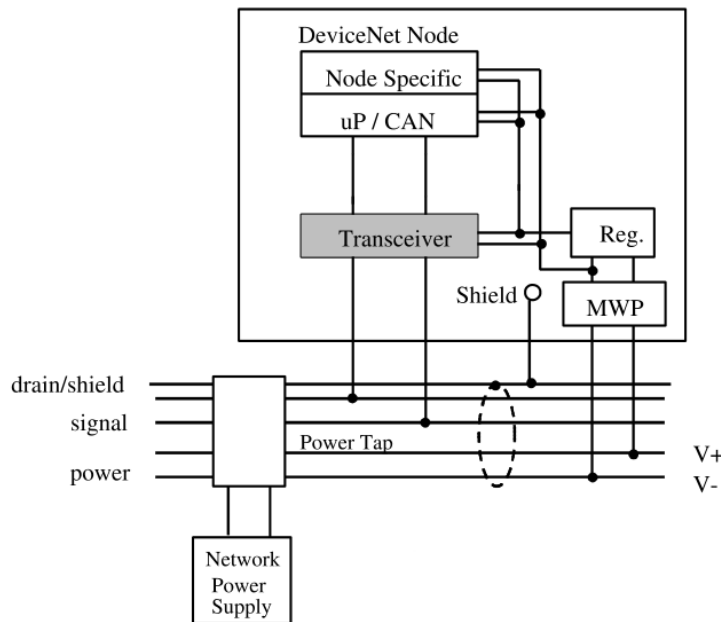 DeviceNet Node
Node Specific
uP / CAN
Transceiver
Reg.
Shield
MWP
drain/shield
signal
Power Tap
V+
power
V-
Network
Power
Supply